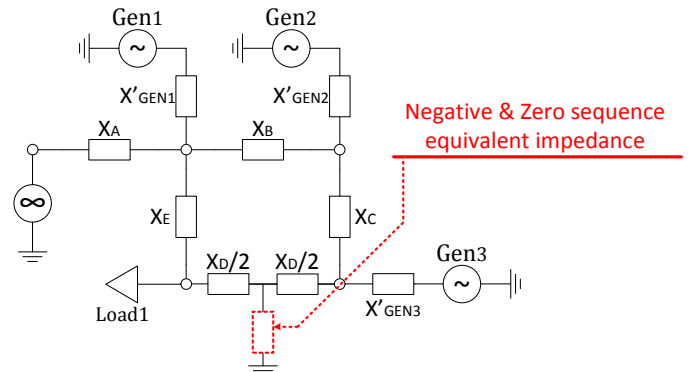 Gen1
Gen2
X'GEN1
X'GEN2
Negative & Zero sequence
equivalent impedance
XA
XB
~
~
∞
XE
XC
XD/2
XD/2
Gen3
~
Load1
X'GEN3